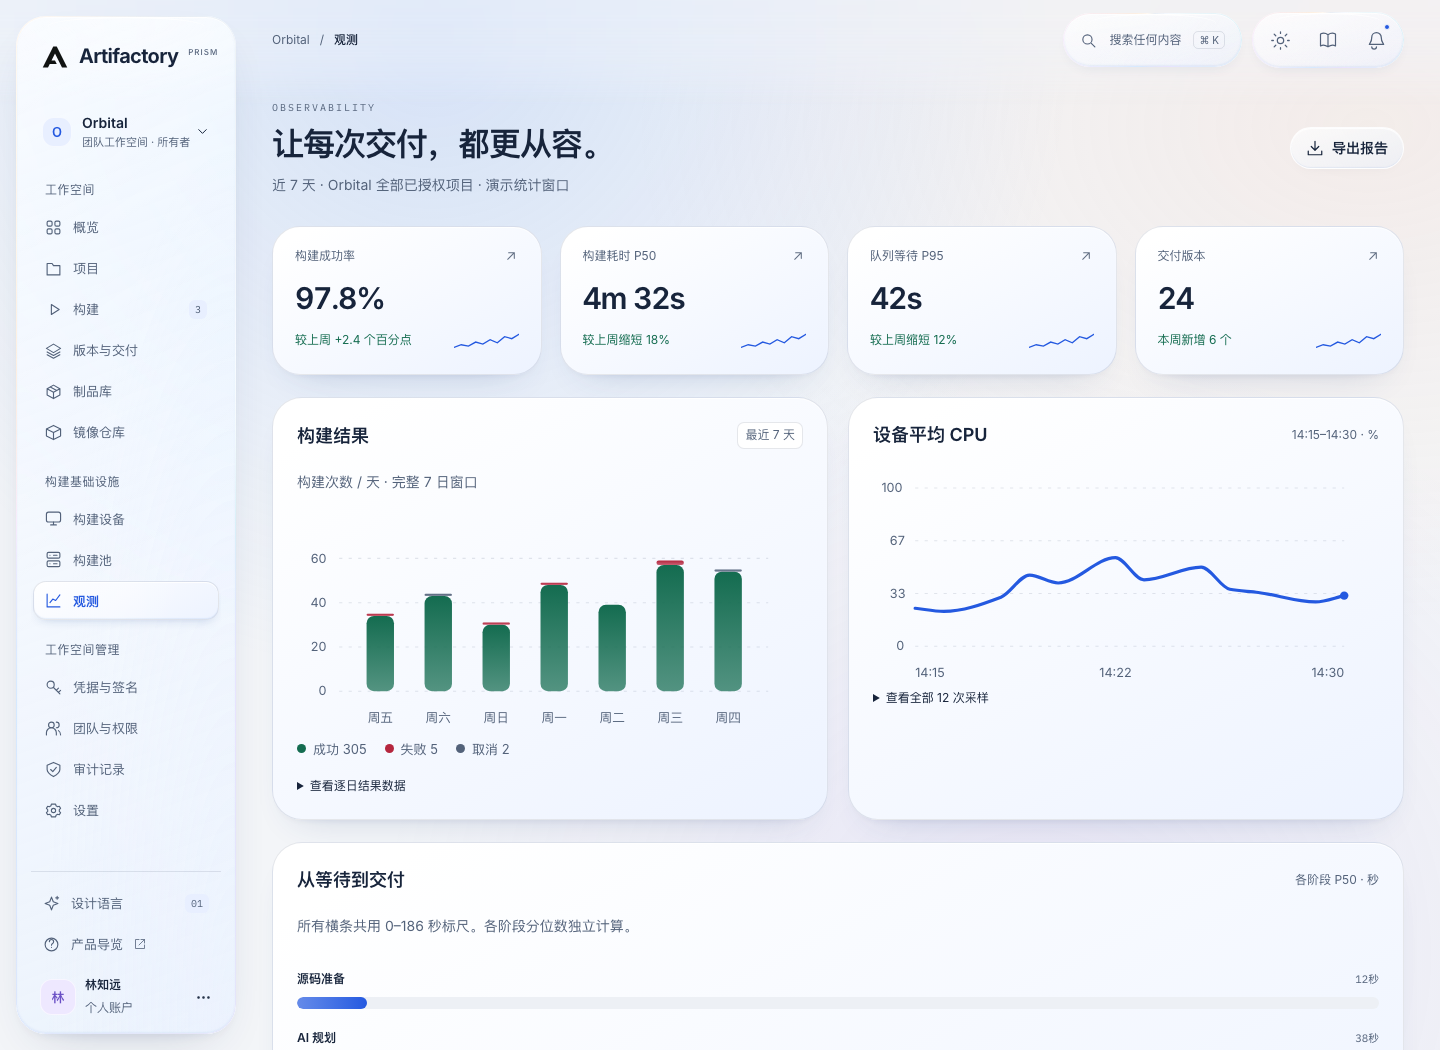 Artifactory PRISM
O Orbital
团队工作空间 · 所有者
工作空间
概览
项目
构建 3
版本与交付
制品库
镜像仓库
构建基础设施
构建设备
构建池
观测
工作空间管理
凭据与签名
团队与权限
审计记录
设置
设计语言 01
产品导览
林 林知远
个人账户
Orbital / 观测
搜索任何内容 ⌘ K
OBSERVABILITY
让每次交付，都更从容。
近 7 天 · Orbital 全部已授权项目 · 演示统计窗口
导出报告
构建成功率
97.8%
较上周 +2.4 个百分点
构建耗时 P50
4m 32s
较上周缩短 18%
队列等待 P95
42s
较上周缩短 12%
交付版本
24
本周新增 6 个
构建结果 最近 7 天
构建次数 / 天 · 完整 7 日窗口
60
40
20
0
周五 周六 周日 周一 周二 周三 周四
成功 305 失败 5 取消 2
查看逐日结果数据
设备平均 CPU 14:15–14:30 · %
100
67
33
0
14:15 14:22 14:30
查看全部 12 次采样
从等待到交付 各阶段 P50 · 秒
所有横条共用 0–186 秒标尺。各阶段分位数独立计算。
源码准备 12秒
AI 规划 38秒